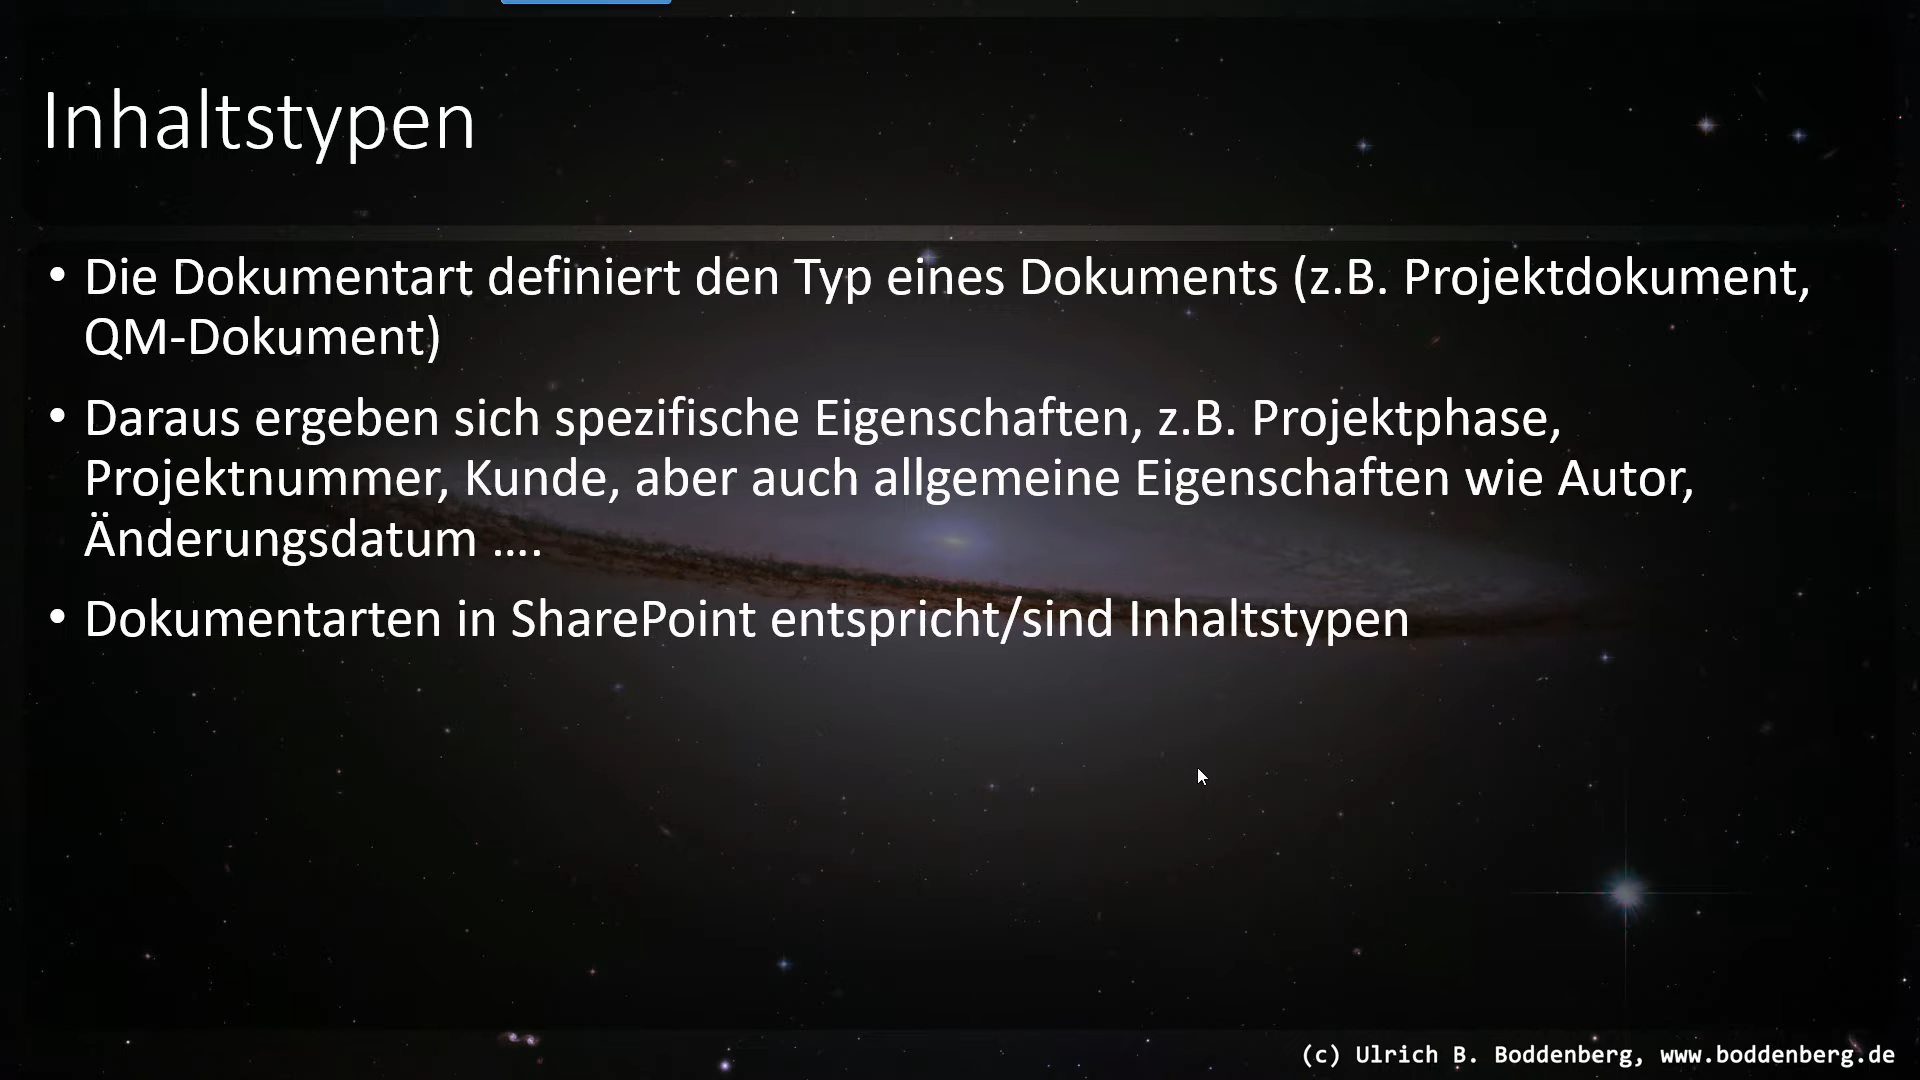 Inhaltstypen
• Die Dokumentart definiert den Typ eines Dokuments (z.B. Projektdokument,
QM-Dokument)
• Daraus ergeben sich spezifische Eigenschaften, z.B. Projektphase,
Projektnummer, Kunde, aber auch allgemeine Eigenschaften wie Autor,
Änderungsdatum ....
• Dokumentarten in SharePoint entspricht/sind Inhaltstypen
(c) Ulrich B. Boddenberg, www.boddenberg.de